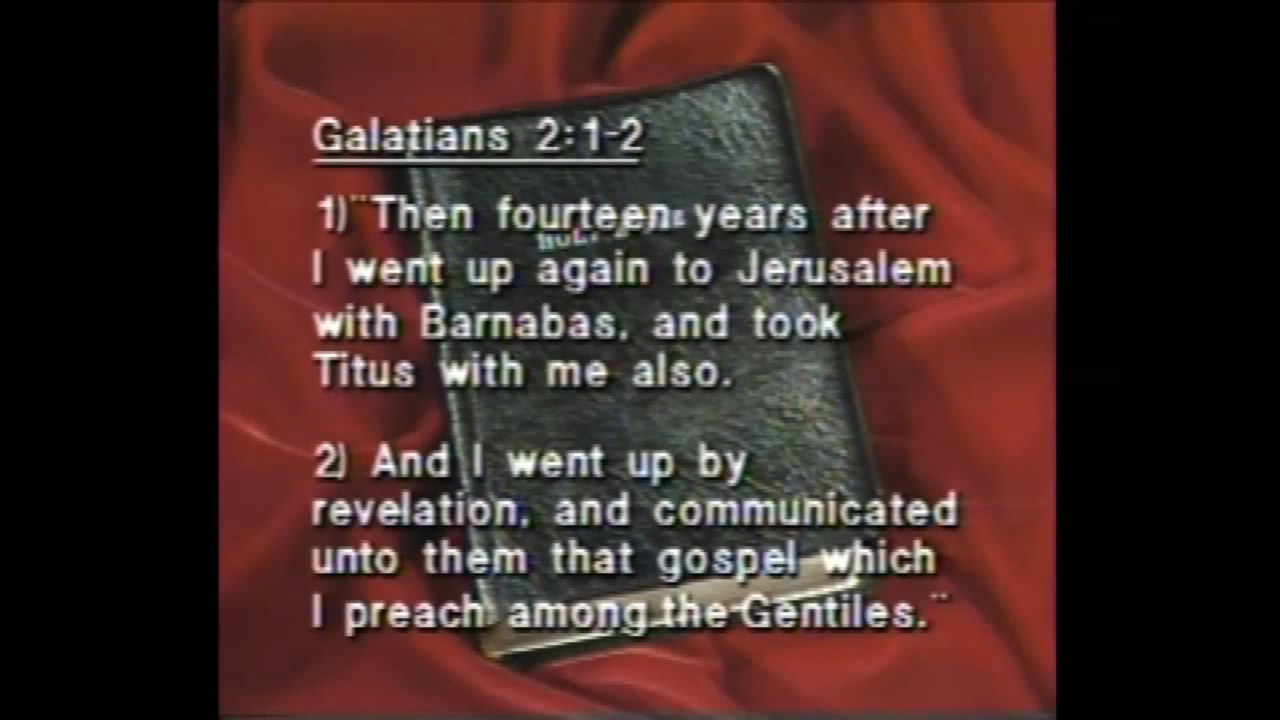 Galatians 2:1-2
1)¨Then fourteen years after
I went up again to Jerusalem
with Barnabas, and took
Titus with me also.
2) And I went up by
revelation, and communicated
unto them that gospel which
I preach among the Gentiles.¨